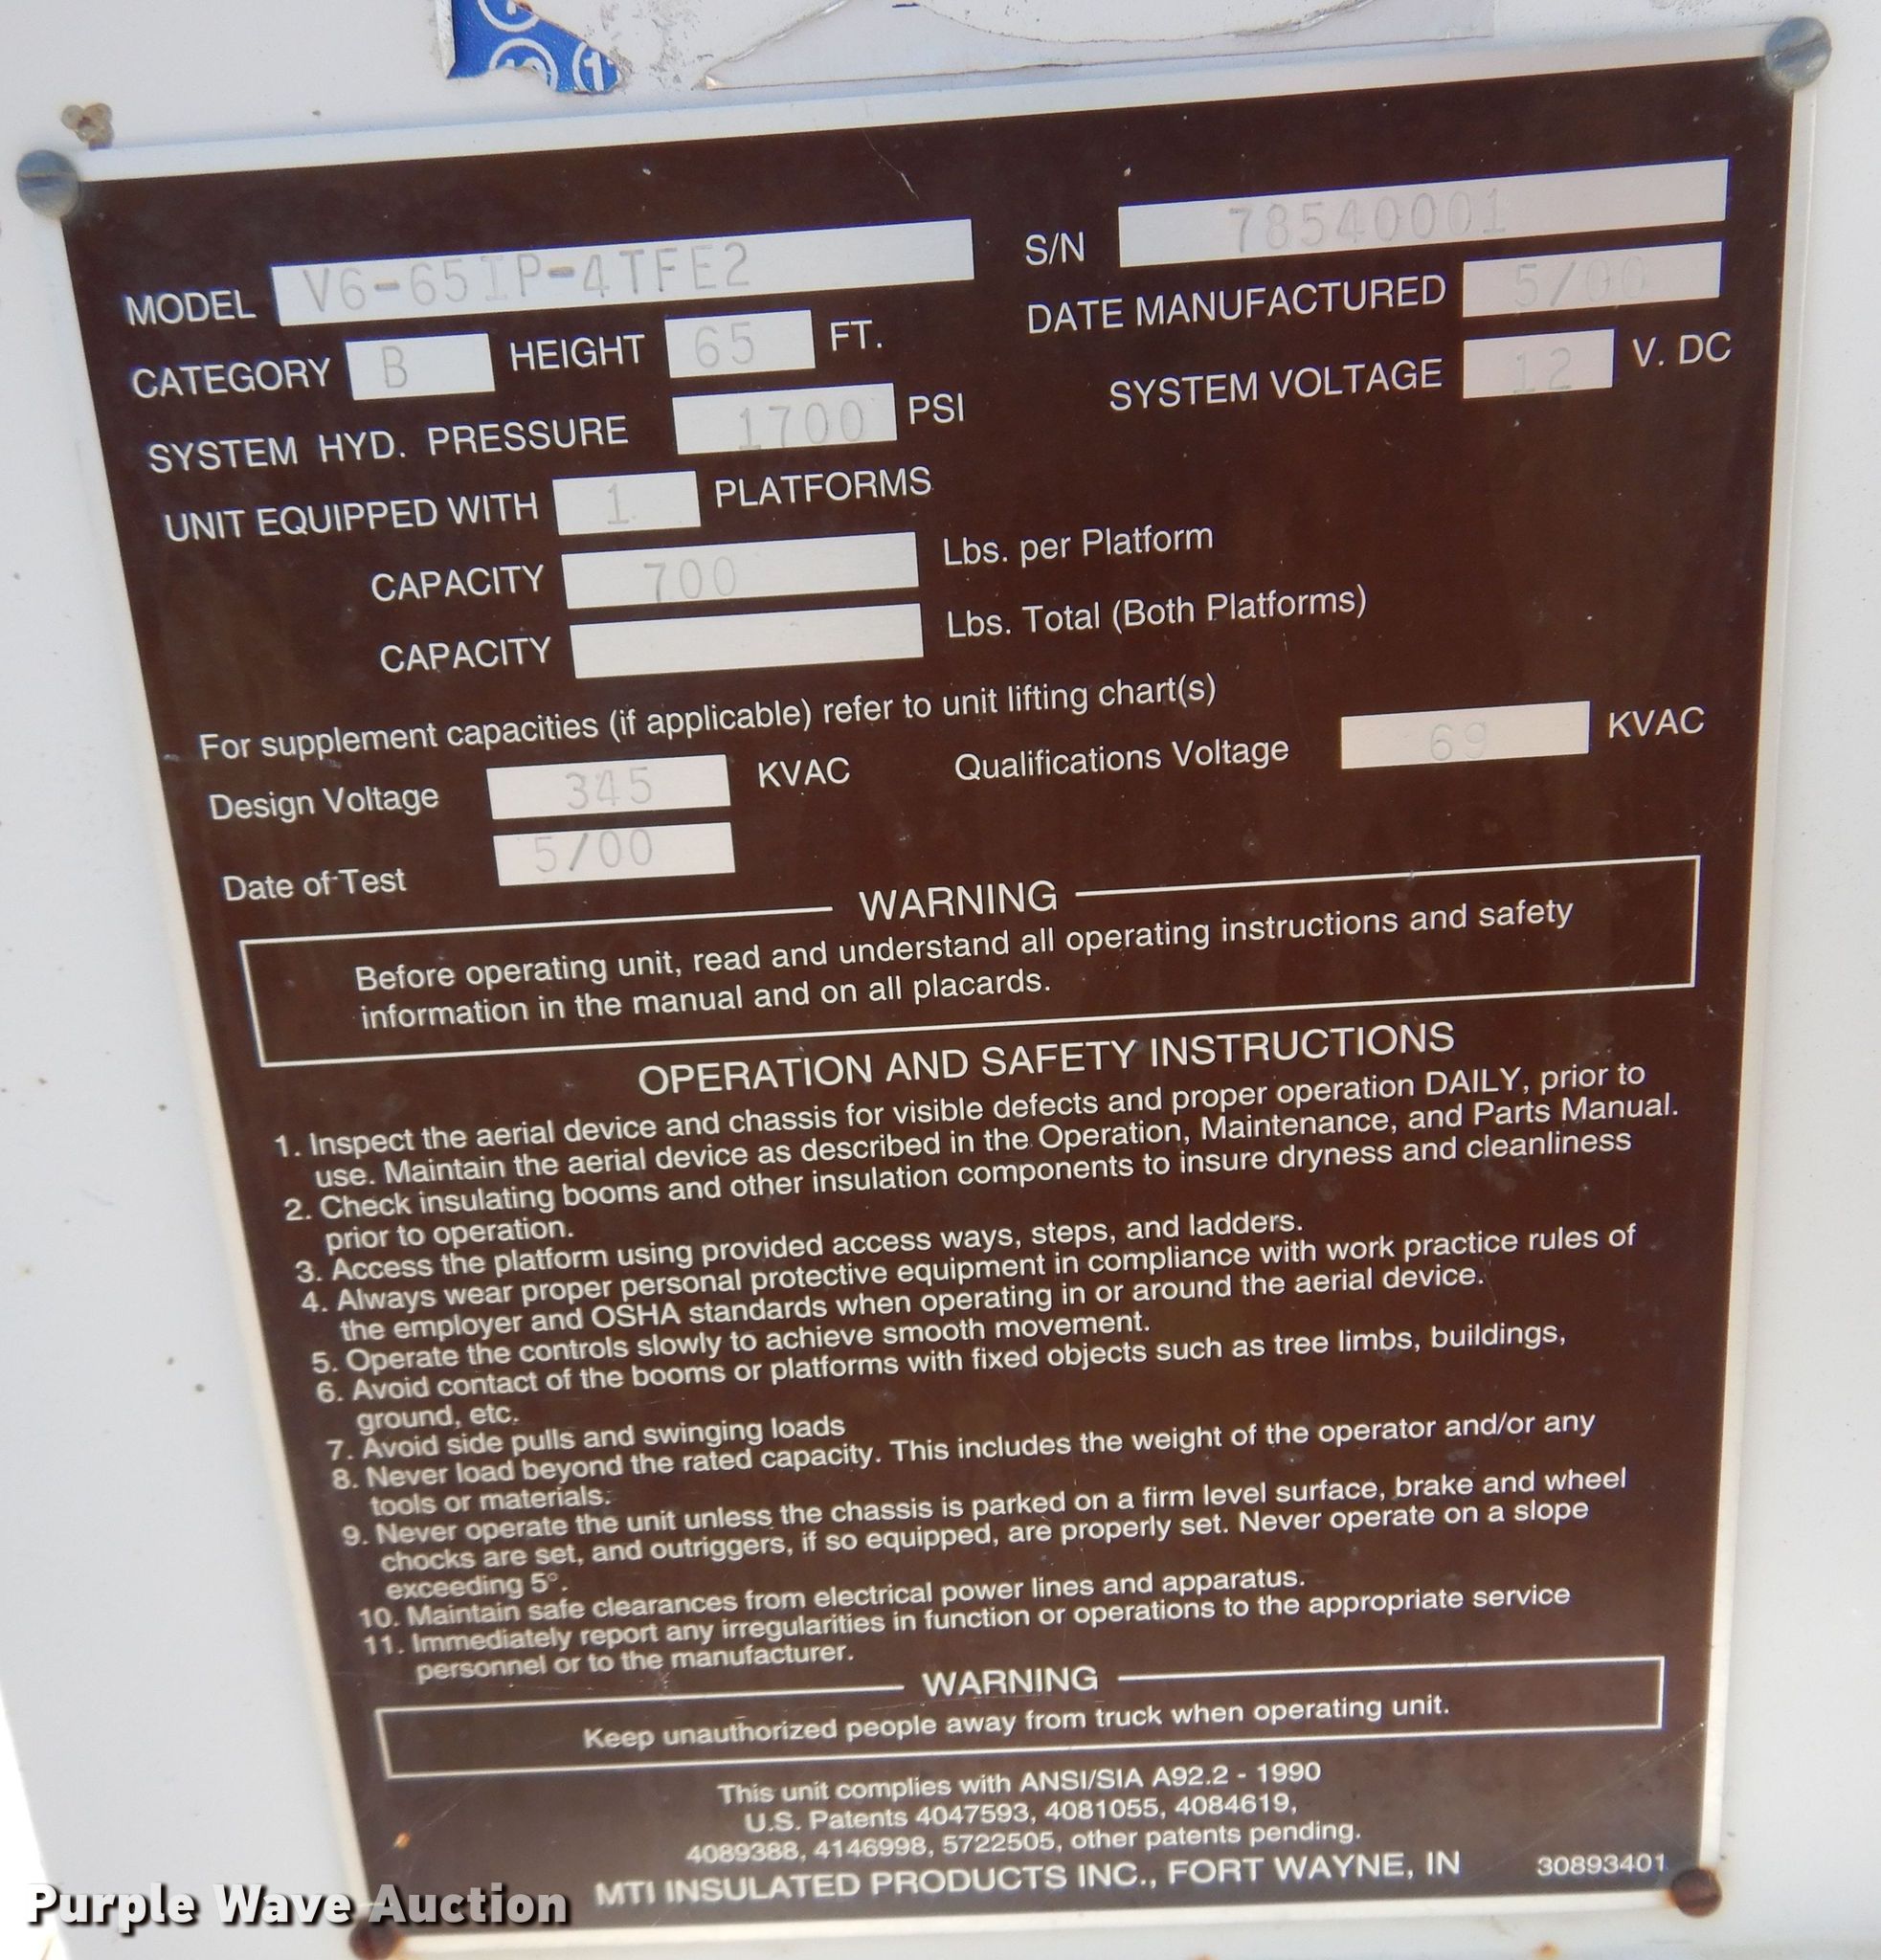 MODEL V6-65IP-4TFE2 S/N 78540001
CATEGORY B HEIGHT 65 FT. DATE MANUFACTURED 5/00
SYSTEM HYD. PRESSURE 1700 PSI SYSTEM VOLTAGE 12 V. DC
UNIT EQUIPPED WITH 1 PLATFORMS
CAPACITY 700 Lbs. per Platform
CAPACITY Lbs. Total (Both Platforms)
For supplement capacities (if applicable) refer to unit lifting chart(s)
Design Voltage 345 KVAC Qualifications Voltage 69 KVAC
Date of Test 5/00
WARNING
Before operating unit, read and understand all operating instructions and safety
information in the manual and on all placards.
OPERATION AND SAFETY INSTRUCTIONS
1. Inspect the aerial device and chassis for visible defects and proper operation DAILY, prior to
use. Maintain the aerial device as described in the Operation, Maintenance, and Parts Manual.
2. Check insulating booms and other insulation components to insure dryness and cleanliness
prior to operation.
3. Access the platform using provided access ways, steps, and ladders.
4. Always wear proper personal protective equipment in compliance with work practice rules of
the employer and OSHA standards when operating in or around the aerial device.
5. Operate the controls slowly to achieve smooth movement.
6. Avoid contact of the booms or platforms with fixed objects such as tree limbs, buildings,
ground, etc.
7. Avoid side pulls and swinging loads
8. Never load beyond the rated capacity. This includes the weight of the operator and/or any
tools or materials.
9. Never operate the unit unless the chassis is parked on a firm level surface, brake and wheel
chocks are set, and outriggers, if so equipped, are properly set. Never operate on a slope
exceeding 5°.
10. Maintain safe clearances from electrical power lines and apparatus.
11. Immediately report any irregularities in function or operations to the appropriate service
personnel or to the manufacturer.
WARNING
Keep unauthorized people away from truck when operating unit.
This unit complies with ANSI/SIA A92.2 - 1990
U.S. Patents 4047593, 4081055, 4084619,
4089388, 4146998, 5722505, other patents pending.
MTI INSULATED PRODUCTS INC., FORT WAYNE, IN 30893401
Purple Wave Auction